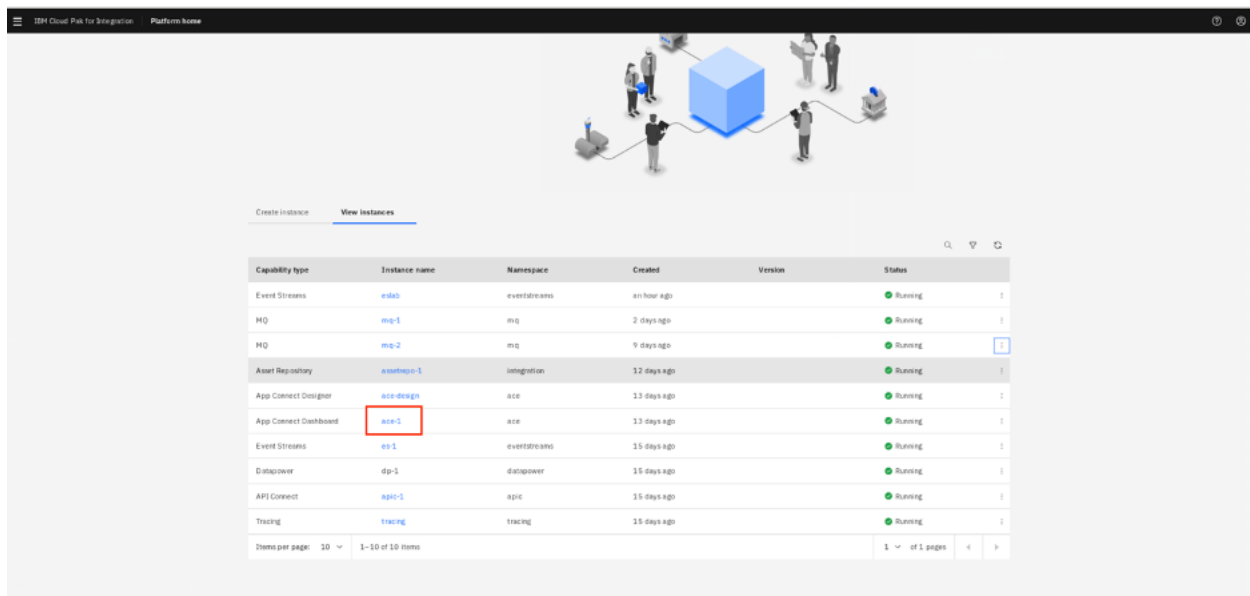 IBM Cloud Pak for Integration Platform home
Create instance View instances
Capability type Instance name Namespace Created Version Status
Event Streams eslab eventstreams an hour ago Running
MQ mq-1 mq 2 days ago Running
MQ mq-2 mq 9 days ago Running
Asset Repository assetrepo-1 integration 12 days ago Running
App Connect Designer ace-design ace 13 days ago Running
App Connect Dashboard ace-1 ace 13 days ago Running
Event Streams es-1 eventstreams 15 days ago Running
Datapower dp-1 datapower 15 days ago Running
API Connect apic-1 apic 15 days ago Running
Tracing tracing tracing 15 days ago Running
Items per page: 10 1–10 of 10 items 1 of 1 pages